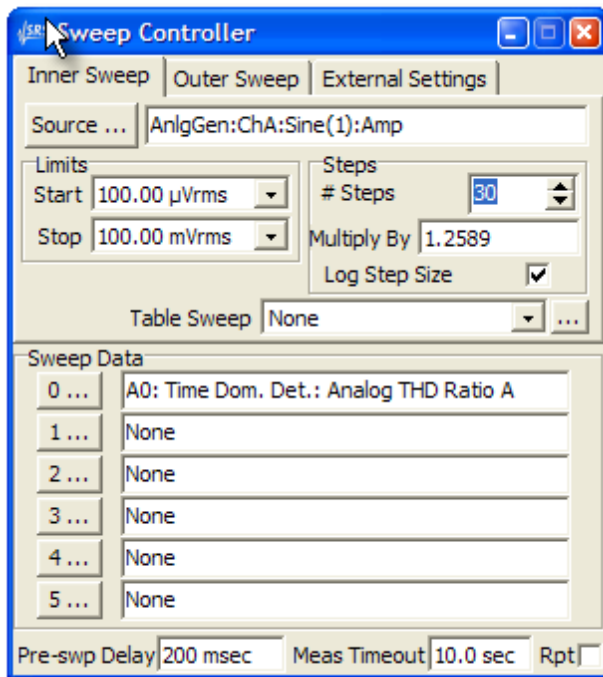 SRS Sweep Controller
Inner Sweep Outer Sweep External Settings
Source ... AnlgGen:ChA:Sine(1):Amp
Limits Steps
Start 100.00 µVrms # Steps 30
Stop 100.00 mVrms Multiply By 1.2589
Log Step Size
Table Sweep None ...
Sweep Data
0 ... A0: Time Dom. Det.: Analog THD Ratio A
1 ... None
2 ... None
3 ... None
4 ... None
5 ... None
Pre-swp Delay 200 msec Meas Timeout 10.0 sec Rpt